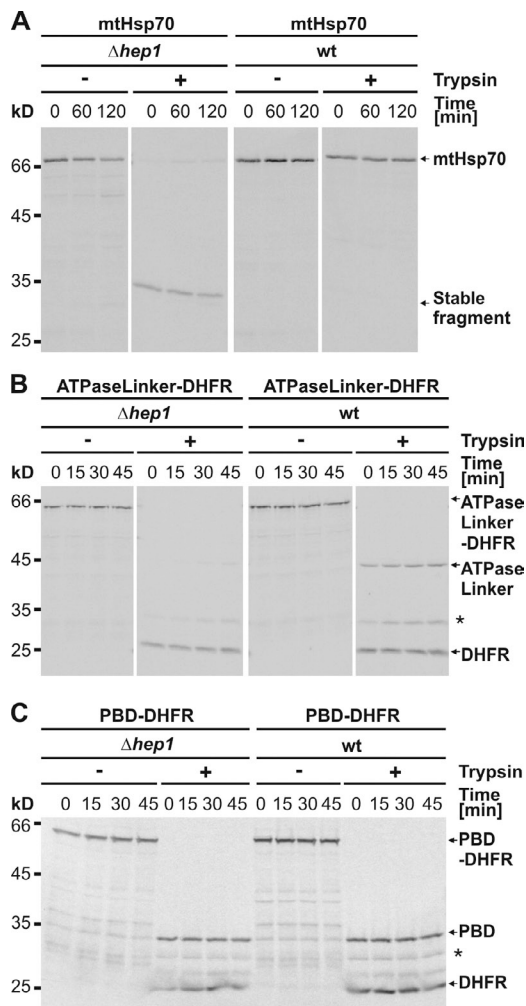 A
mtHsp70 mtHsp70
Δhep1 wt
- + - + Trypsin
kD 0 60 120 0 60 120 0 60 120 0 60 120 Time [min]
66 mtHsp70
45
35
Stable fragment
25
B
ATPaseLinker-DHFR ATPaseLinker-DHFR
Δhep1 wt
- + - + Trypsin
kD 0 15 30 45 0 15 30 45 0 15 30 45 0 15 30 45 Time [min]
66 ATPase Linker -DHFR
45 ATPase Linker
35
*
25 DHFR
C
PBD-DHFR PBD-DHFR
Δhep1 wt
- + - + Trypsin
kD 0 15 30 45 0 15 30 45 0 15 30 45 0 15 30 45 Time [min]
66
PBD -DHFR
45
35 PBD
*
25 DHFR